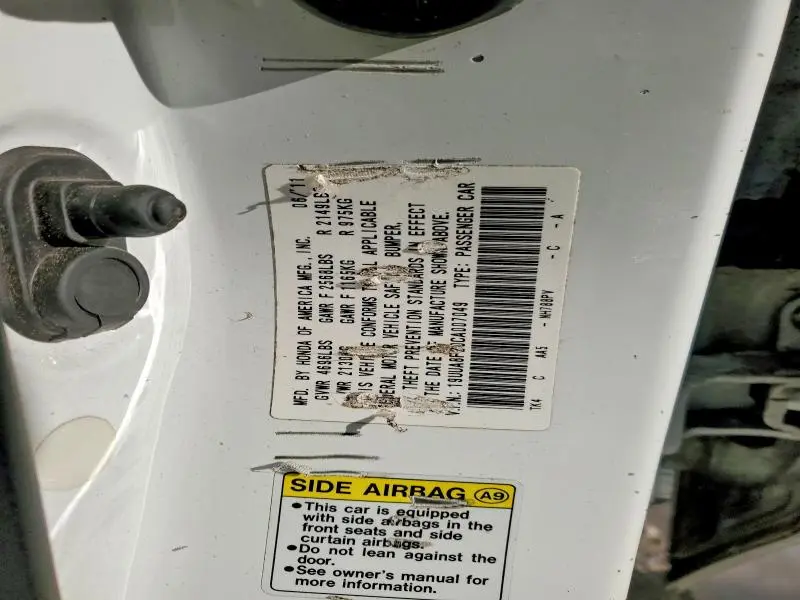 MFD. BY HONDA OF AMERICA MFG., INC. 06/11
GVWR 4696LBS GAWR F 2568LBS R 2149LBS
GVWR 2130KG GAWR F 1165KG R 975KG
THIS VEHICLE CONFORMS TO ALL APPLICABLE
FEDERAL MOTOR VEHICLE SAFETY BUMPER,
THEFT PREVENTION STANDARDS IN EFFECT
THE DATE OF MANUFACTURE SHOWN ABOVE.
V.I.N: TYPE: PASSENGER CAR
TK4 C AA5 - NH788PV - C - A
SIDE AIRBAG A9
•This car is equipped
with side airbags in the
front seats and side
curtain airbags.
•Do not lean against the
door.
•See owner's manual for
more information.